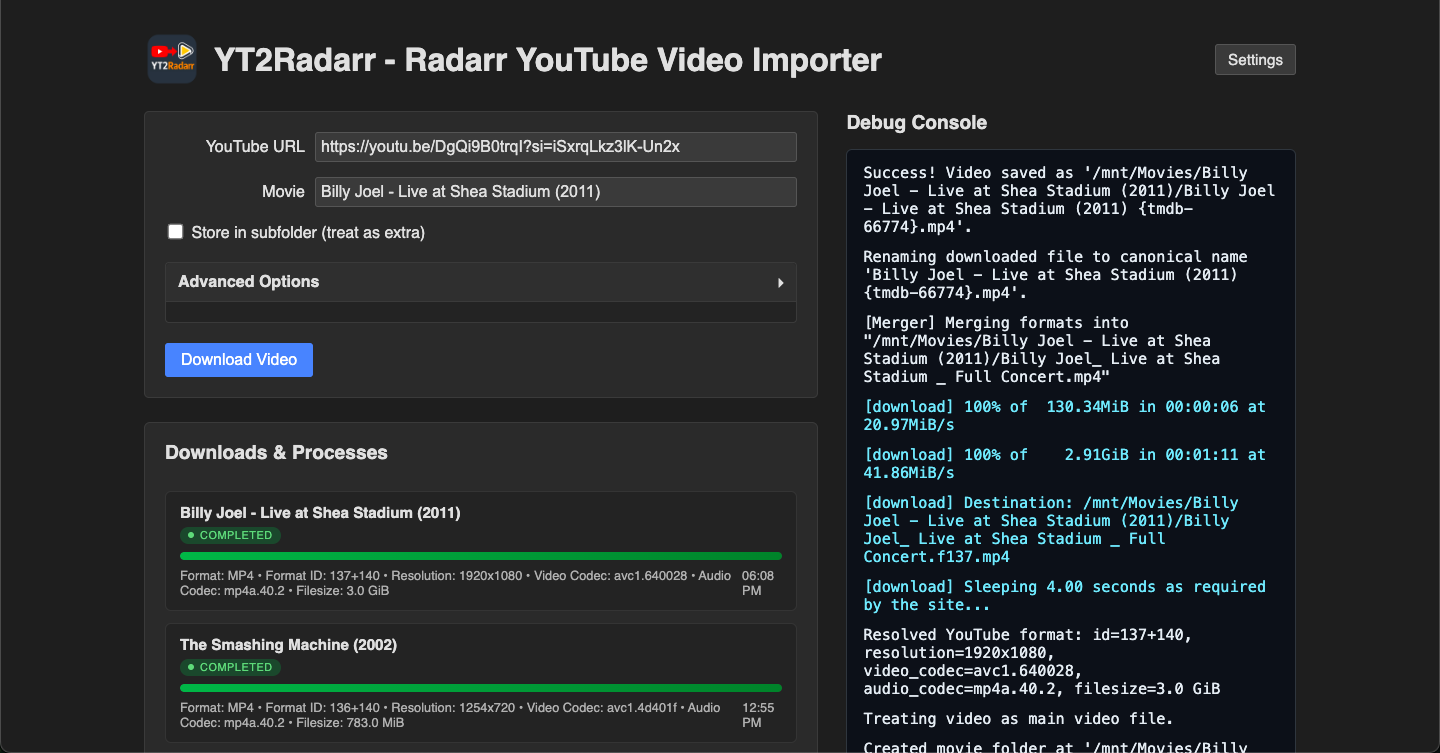 YT2Radarr
YT2Radarr - Radarr YouTube Video Importer
Settings
YouTube URL
https://youtu.be/DgQi9B0trqI?si=iSxrqLkz3lK-Un2x
Movie
Billy Joel - Live at Shea Stadium (2011)
Store in subfolder (treat as extra)
Advanced Options
Download Video
Downloads & Processes
Billy Joel - Live at Shea Stadium (2011)
COMPLETED
Format: MP4 • Format ID: 137+140 • Resolution: 1920x1080 • Video Codec: avc1.640028 • Audio
Codec: mp4a.40.2 • Filesize: 3.0 GiB
06:08
PM
The Smashing Machine (2002)
COMPLETED
Format: MP4 • Format ID: 136+140 • Resolution: 1254x720 • Video Codec: avc1.4d401f • Audio
Codec: mp4a.40.2 • Filesize: 783.0 MiB
12:55
PM
Debug Console
Success! Video saved as '/mnt/Movies/Billy
Joel - Live at Shea Stadium (2011)/Billy Joel
- Live at Shea Stadium (2011) {tmdb-
66774}.mp4'.
Renaming downloaded file to canonical name
'Billy Joel - Live at Shea Stadium (2011)
{tmdb-66774}.mp4'.
[Merger] Merging formats into
"/mnt/Movies/Billy Joel - Live at Shea
Stadium (2011)/Billy Joel_ Live at Shea
Stadium _ Full Concert.mp4"
[download] 100% of  130.34MiB in 00:00:06 at
20.97MiB/s
[download] 100% of    2.91GiB in 00:01:11 at
41.86MiB/s
[download] Destination: /mnt/Movies/Billy
Joel - Live at Shea Stadium (2011)/Billy
Joel_ Live at Shea Stadium _ Full
Concert.f137.mp4
[download] Sleeping 4.00 seconds as required
by the site...
Resolved YouTube format: id=137+140,
resolution=1920x1080,
video_codec=avc1.640028,
audio_codec=mp4a.40.2, filesize=3.0 GiB
Treating video as main video file.
Created movie folder at '/mnt/Movies/Billy